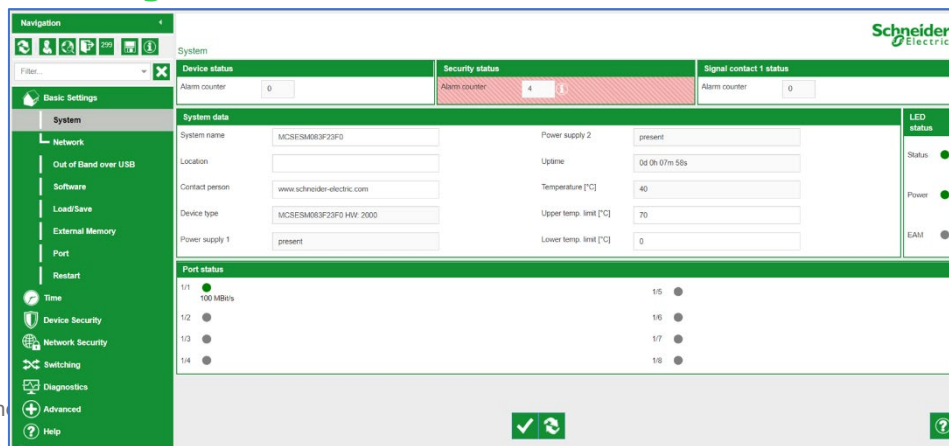 Navigation
299
Schneider
Electric
System
Filter...
Device status
Security status
Signal contact 1 status
Alarm counter 0
Alarm counter 4
Alarm counter 0
Basic Settings
System
Network
Out of Band over USB
Software
Load/Save
External Memory
Port
Restart
Time
Device Security
Network Security
Switching
Diagnostics
Advanced
Help
System data
System name MCSESM083F23F0
Power supply 2 present
Location
Uptime 0d 0h 07m 58s
Contact person www.schneider-electric.com
Temperature [°C] 40
Device type MCSESM083F23F0 HW: 2000
Upper temp. limit [°C] 70
Power supply 1 present
Lower temp. limit [°C] 0
LED
status
Status
Power
EAM
Port status
1/1
100 MBit/s
1/2
1/3
1/4
1/5
1/6
1/7
1/8